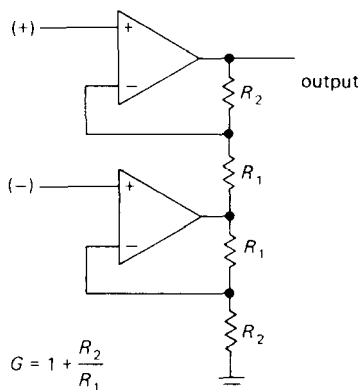 (+)
+
−
R₂
output
R₁
(−)
+
−
R₁
R₂
G = 1 + R₂/R₁